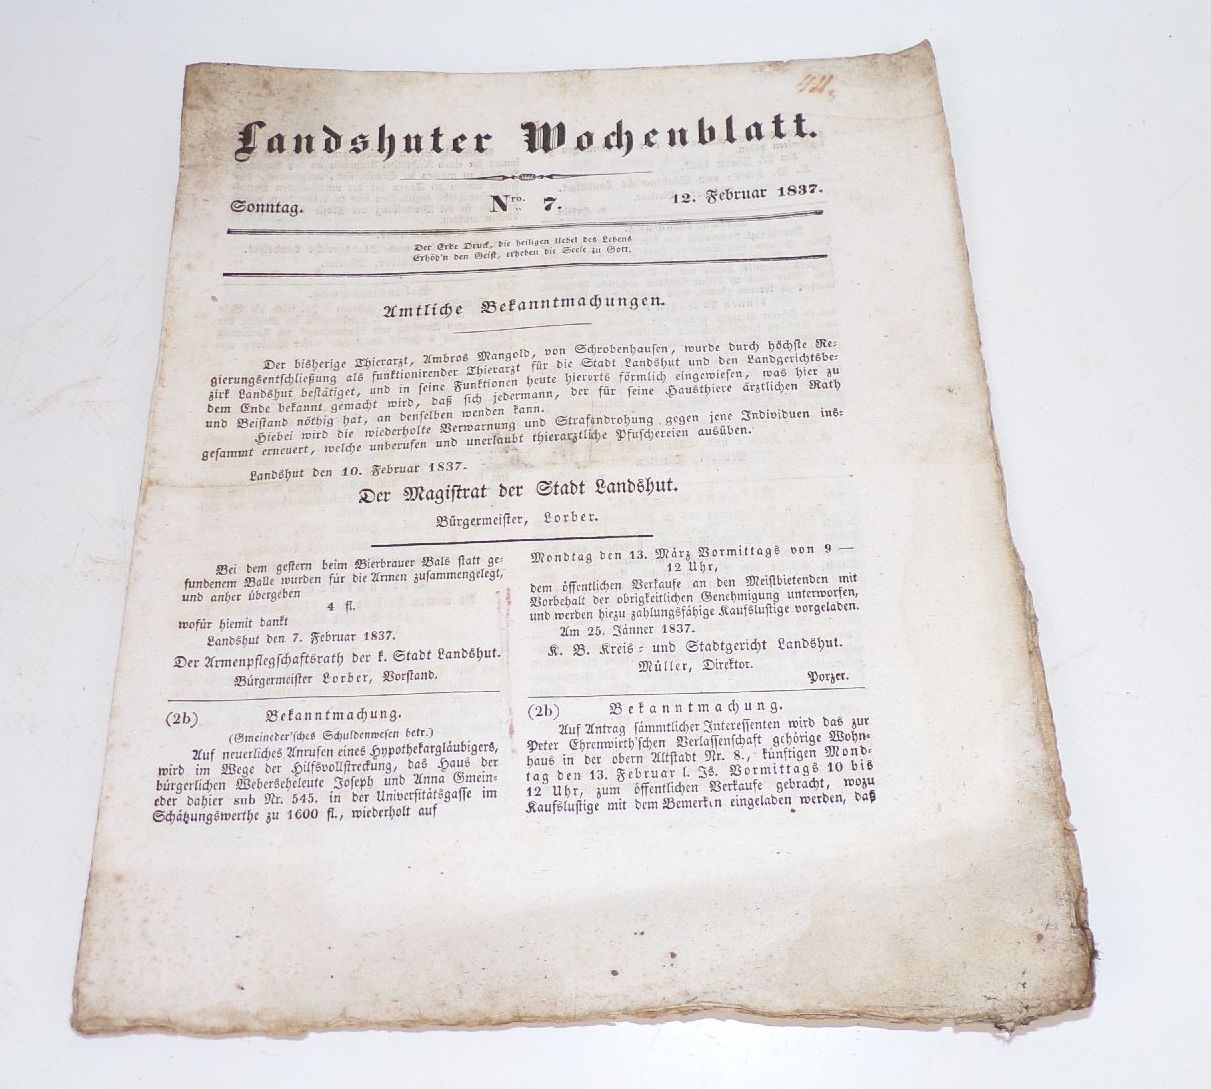 Landshuter Wochenblatt.
Sonntag. Nro. 7. 12. Februar 1837.
Der Erde Druck, die heiligen Uebel des Lebens
Erhöh'n den Geist, erheben die Seele zu Gott.
Amtliche Bekanntmachungen.
Der bisherige Thierarzt, Ambros Mangold, von Schrobenhausen, wurde durch höchste Re-
gierungsentschließung als funktionirender Thierarzt für die Stadt Landshut und den Landgerichtsbe-
zirk Landshut bestätiget, und in seine Funktionen heute hierorts förmlich eingewiesen, was hier zu
dem Ende bekannt gemacht wird, daß sich jedermann, der für seine Hausthiere ärztlichen Rath
und Beistand nöthig hat, an denselben wenden kann.
Hiebei wird die wiederholte Verwarnung und Strafandrohung gegen jene Individuen ins-
gesammt erneuert, welche unberufen und unerlaubt thierarztliche Pfuschereien ausüben.
Landshut den 10. Februar 1837.
Der Magistrat der Stadt Landshut.
Bürgermeister, Lorber.
Bei dem gestern beim Bierbrauer Bals statt ge-
fundenem Balle wurden für die Armen zusammengelegt,
und anher übergeben
4 fl.
wofür hiemit dankt
Landshut den 7. Februar 1837.
Der Armenpflegschaftsrath der k. Stadt Landshut.
Bürgermeister Lorber, Vorstand.
(2b) Bekanntmachung.
(Gmeineder'sches Schuldenwesen betr.)
Auf neuerliches Anrufen eines Hypothekargläubigers,
wird im Wege der Hilfsvollstreckung, das Haus der
bürgerlichen Weberseheleute Joseph und Anna Gmein-
eder dahier sub Nr. 545. in der Universitätsgasse im
Schätzungswerthe zu 1600 fl., wiederholt auf
Mondtag den 13. März Vormittags von 9 —
12 Uhr,
dem öffentlichen Verkaufe an den Meistbietenden mit
Vorbehalt der obrigkeitlichen Genehmigung unterworfen,
und werden hiezu zahlungsfähige Kaufslustige vorgeladen.
Am 25. Jänner 1837.
K. B. Kreis- und Stadtgericht Landshut.
Müller, Direktor.
Porzer.
(2b) Bekanntmachung.
Auf Antrag sämmtlicher Interessenten wird das zur
Peter Ehrenwirth'schen Verlassenschaft gehörige Wohn-
haus in der obern Altstadt Nr. 8., künftigen Mond-
tag den 13. Februar l. Js. Vormittags 10 bis
12 Uhr, zum öffentlichen Verkaufe gebracht, wozu
Kaufslustige mit dem Bemerken eingeladen werden, daß